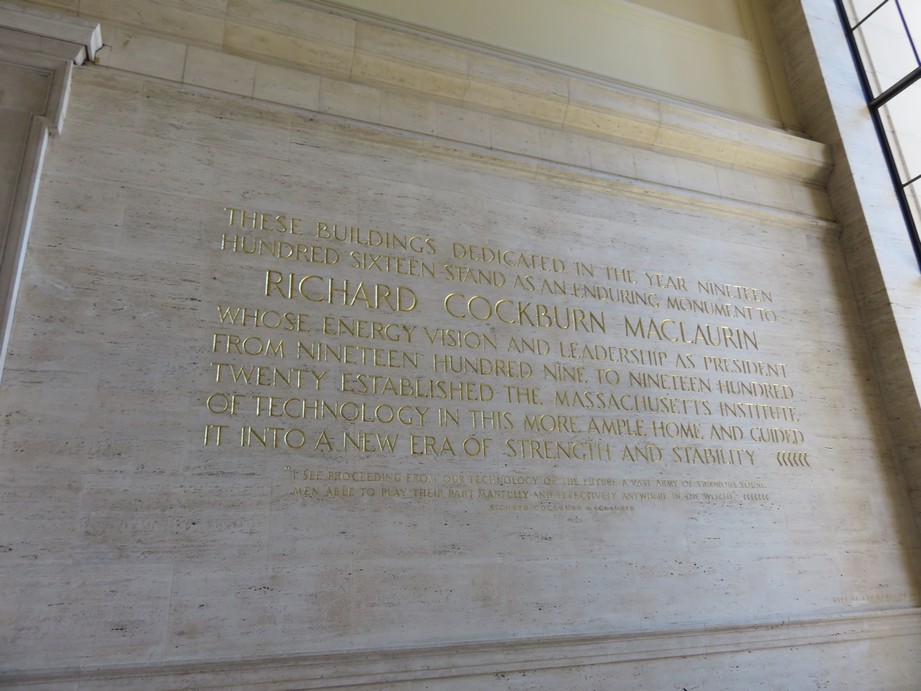 THESE BUILDINGS DEDICATED IN THE YEAR NINETEEN
HUNDRED SIXTEEN STAND AS AN ENDURING MONUMENT TO
RICHARD COCKBURN MACLAURIN
WHOSE ENERGY VISION AND LEADERSHIP AS PRESIDENT
FROM NINETEEN HUNDRED NINE TO NINETEEN HUNDRED
TWENTY ESTABLISHED THE MASSACHUSETTS INSTITUTE
OF TECHNOLOGY IN THIS MORE AMPLE HOME AND GUIDED
IT INTO A NEW ERA OF STRENGTH AND STABILITY
"I SEE PROCEEDING FROM OUR TECHNOLOGY OF THE FUTURE A VAST ARMY OF YOUNG
MEN ABLE TO PLAY THEIR PART MANFULLY AND EFFECTIVELY ANYWHERE IN THE WORLD"
RICHARD COCKBURN MACLAURIN